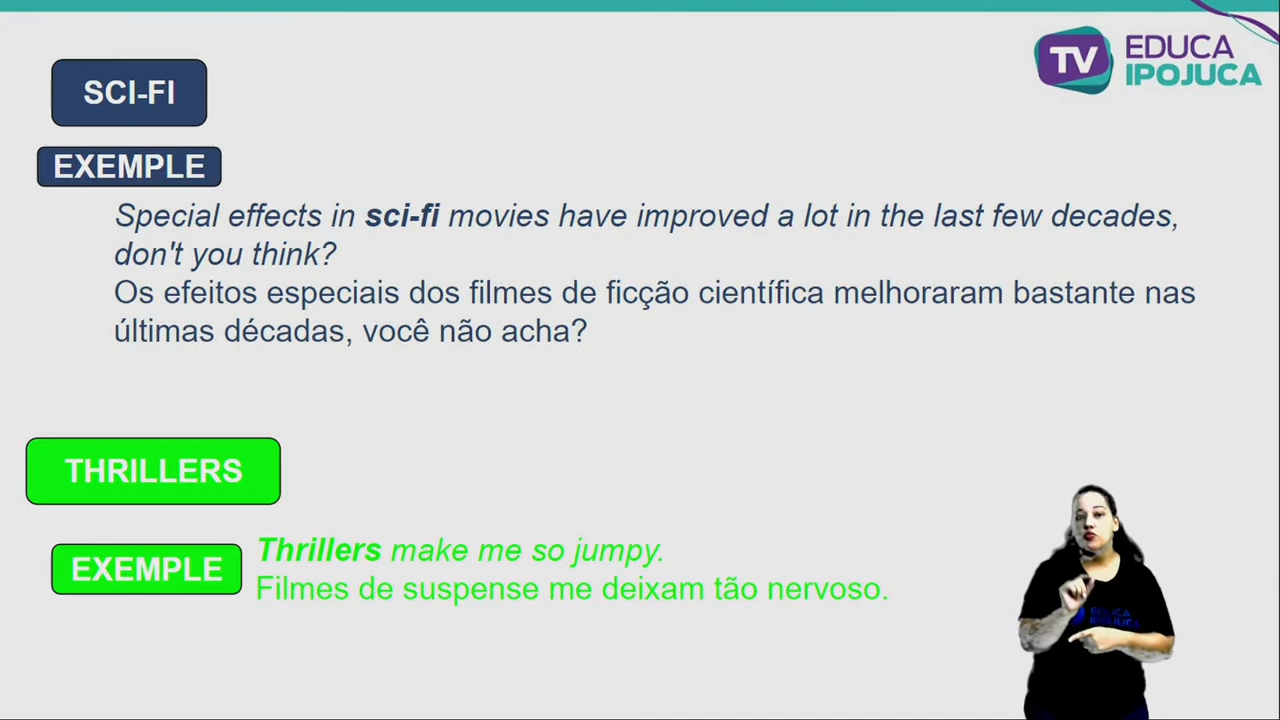 TV EDUCA
IPOJUCA
SCI-FI
EXEMPLE
Special effects in sci-fi movies have improved a lot in the last few decades,
don't you think?
Os efeitos especiais dos filmes de ficção científica melhoraram bastante nas
últimas décadas, você não acha?
THRILLERS
EXEMPLE
Thrillers make me so jumpy.
Filmes de suspense me deixam tão nervoso.
EDUCA
IPOJUCA